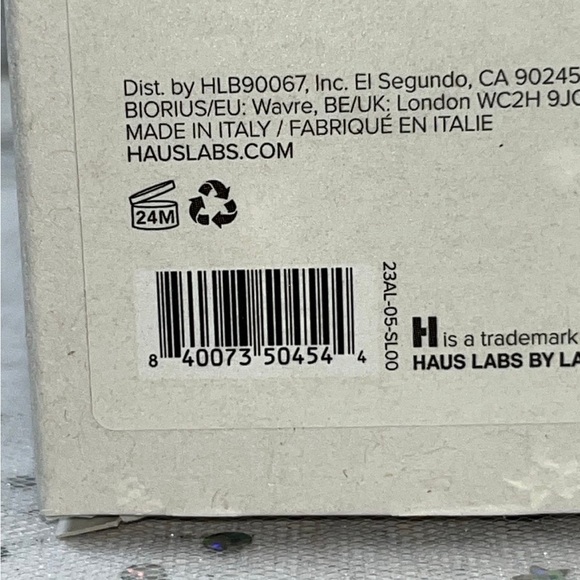 Dist. by HLB90067, Inc. El Segundo, CA 90245
BIORIUS/EU: Wavre, BE/UK: London WC2H 9JQ
MADE IN ITALY / FABRIQUÉ EN ITALIE
HAUSLABS.COM
24M
8 40073 50454 4
23AL-05-SL00
H is a trademark
HAUS LABS BY LA